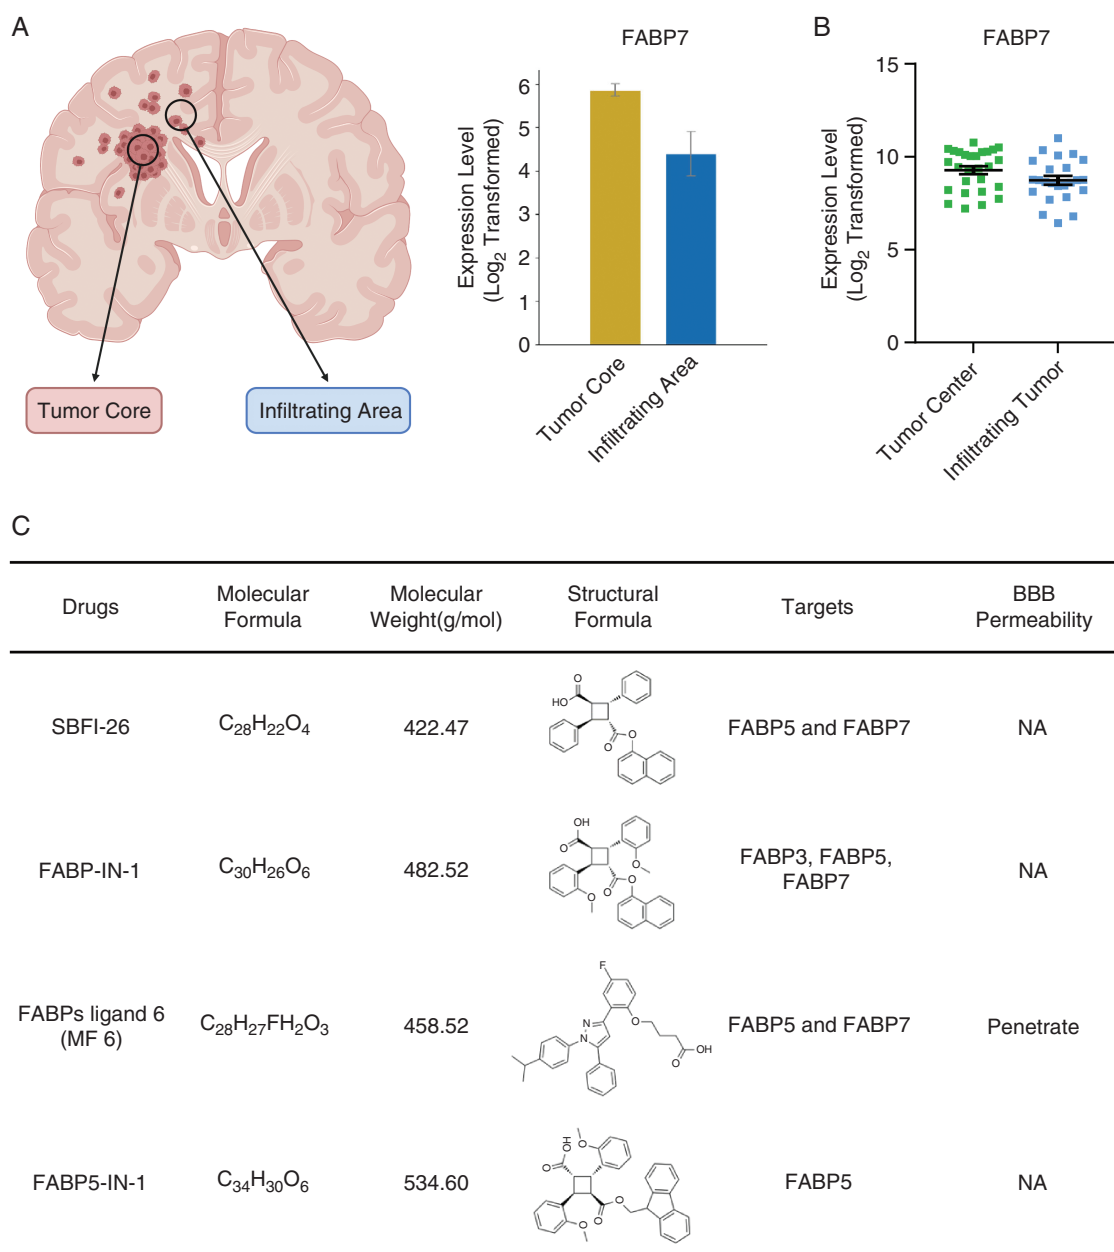 A
FABP7
Expression Level
(Log2 Transformed)
6
5
4
3
2
1
0
Tumor Core
Infiltrating Area
Tumor Core
Infiltrating Area
B
FABP7
Expression Level
(Log2 Transformed)
15
10
5
0
Tumor Center
Infiltrating Tumor
C
Drugs
Molecular
Formula
Molecular
Weight(g/mol)
Structural
Formula
Targets
BBB
Permeability
SBFI-26
C28H22O4
422.47
O
HO
O
O
FABP5 and FABP7
NA
FABP-IN-1
C30H26O6
482.52
OH
O
O
O
O
O
FABP3, FABP5,
FABP7
NA
FABPs ligand 6
(MF 6)
C28H27FH2O3
458.52
F
N
N
O
O
OH
FABP5 and FABP7
Penetrate
FABP5-IN-1
C34H30O6
534.60
OH
O
O
O
O
O
FABP5
NA